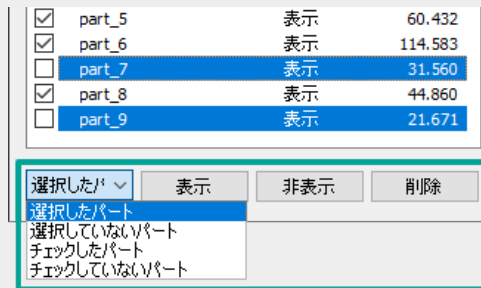 part_5 表示 60.432
part_6 表示 114.583
part_7 表示 31.560
part_8 表示 44.860
part_9 表示 21.671
選択したパ 表示 非表示 削除
選択したパート
選択していないパート
チェックしたパート
チェックしていないパート